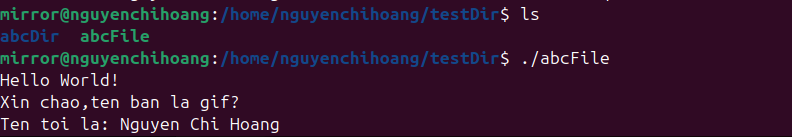 mirror@nguyenchihoang:/home/nguyenchihoang/testDir$ ls
abcDir  abcFile
mirror@nguyenchihoang:/home/nguyenchihoang/testDir$ ./abcFile
Hello World!
Xin chao,ten ban la gif?
Ten toi la: Nguyen Chi Hoang